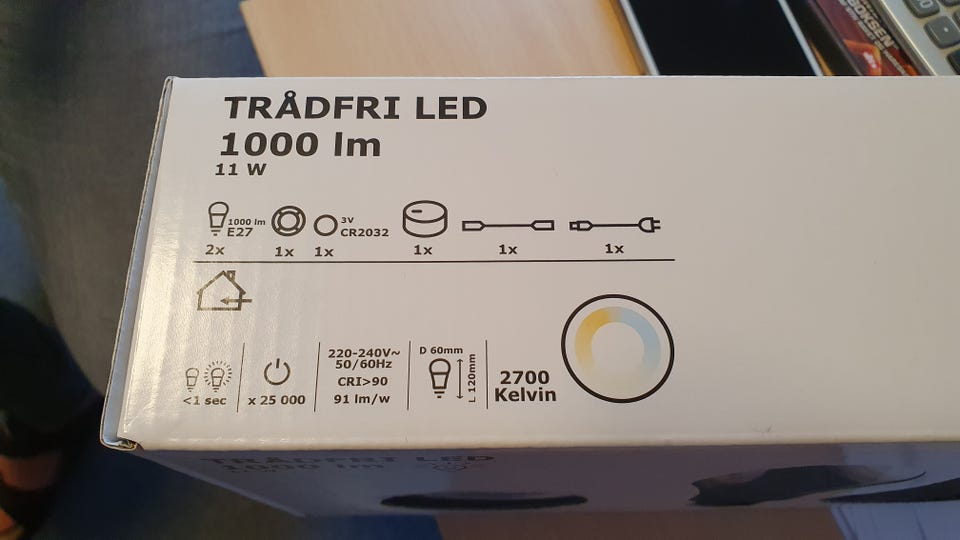 TRÅDFRI LED
1000 lm
11 W
1000 lm
E27
3V
CR2032
2x
1x
1x
1x
1x
1x
<1 sec
x 25 000
220-240V~
50/60Hz
CRI>90
91 lm/w
D 60mm
L 120mm
2700
Kelvin
TRÅDFRI LED
1000 lm